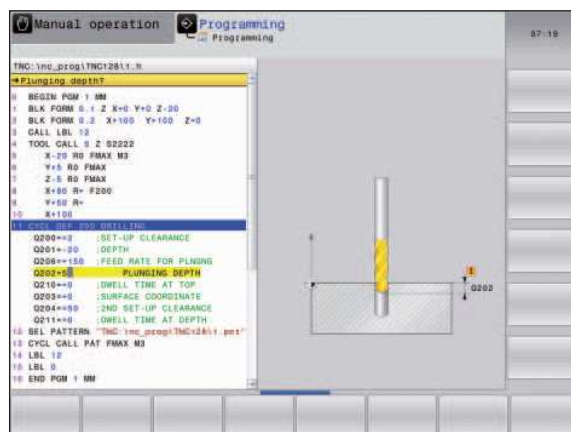 Manual operation
Programming
Programming
07:19
TNC:\nc_prog\TNC128\1.h
Plunging depth?
0 BEGIN PGM 1 MM
1 BLK FORM 0.1 Z X+0 Y+0 Z-20
2 BLK FORM 0.2 X+100 Y+100 Z+0
3 CALL LBL 12
4 TOOL CALL 5 Z S2222
5 X-20 R0 FMAX M3
6 Y+5 R0 FMAX
7 Z-5 R0 FMAX
8 X+80 R+ F200
9 Y+50 R+
10 X+100
11 CYCL DEF 200 DRILLING
Q200=+2 ;SET-UP CLEARANCE
Q201=-20 ;DEPTH
Q206=+150 ;FEED RATE FOR PLNGNG
Q202=5 PLUNGING DEPTH
Q210=+0 ;DWELL TIME AT TOP
Q203=+0 ;SURFACE COORDINATE
Q204=+50 ;2ND SET-UP CLEARANCE
Q211=+0 ;DWELL TIME AT DEPTH
12 SEL PATTERN "TNC:\nc_prog\TNC128\1.pnt"
13 CYCL CALL PAT FMAX M3
14 LBL 12
15 LBL 0
16 END PGM 1 MM
Q202